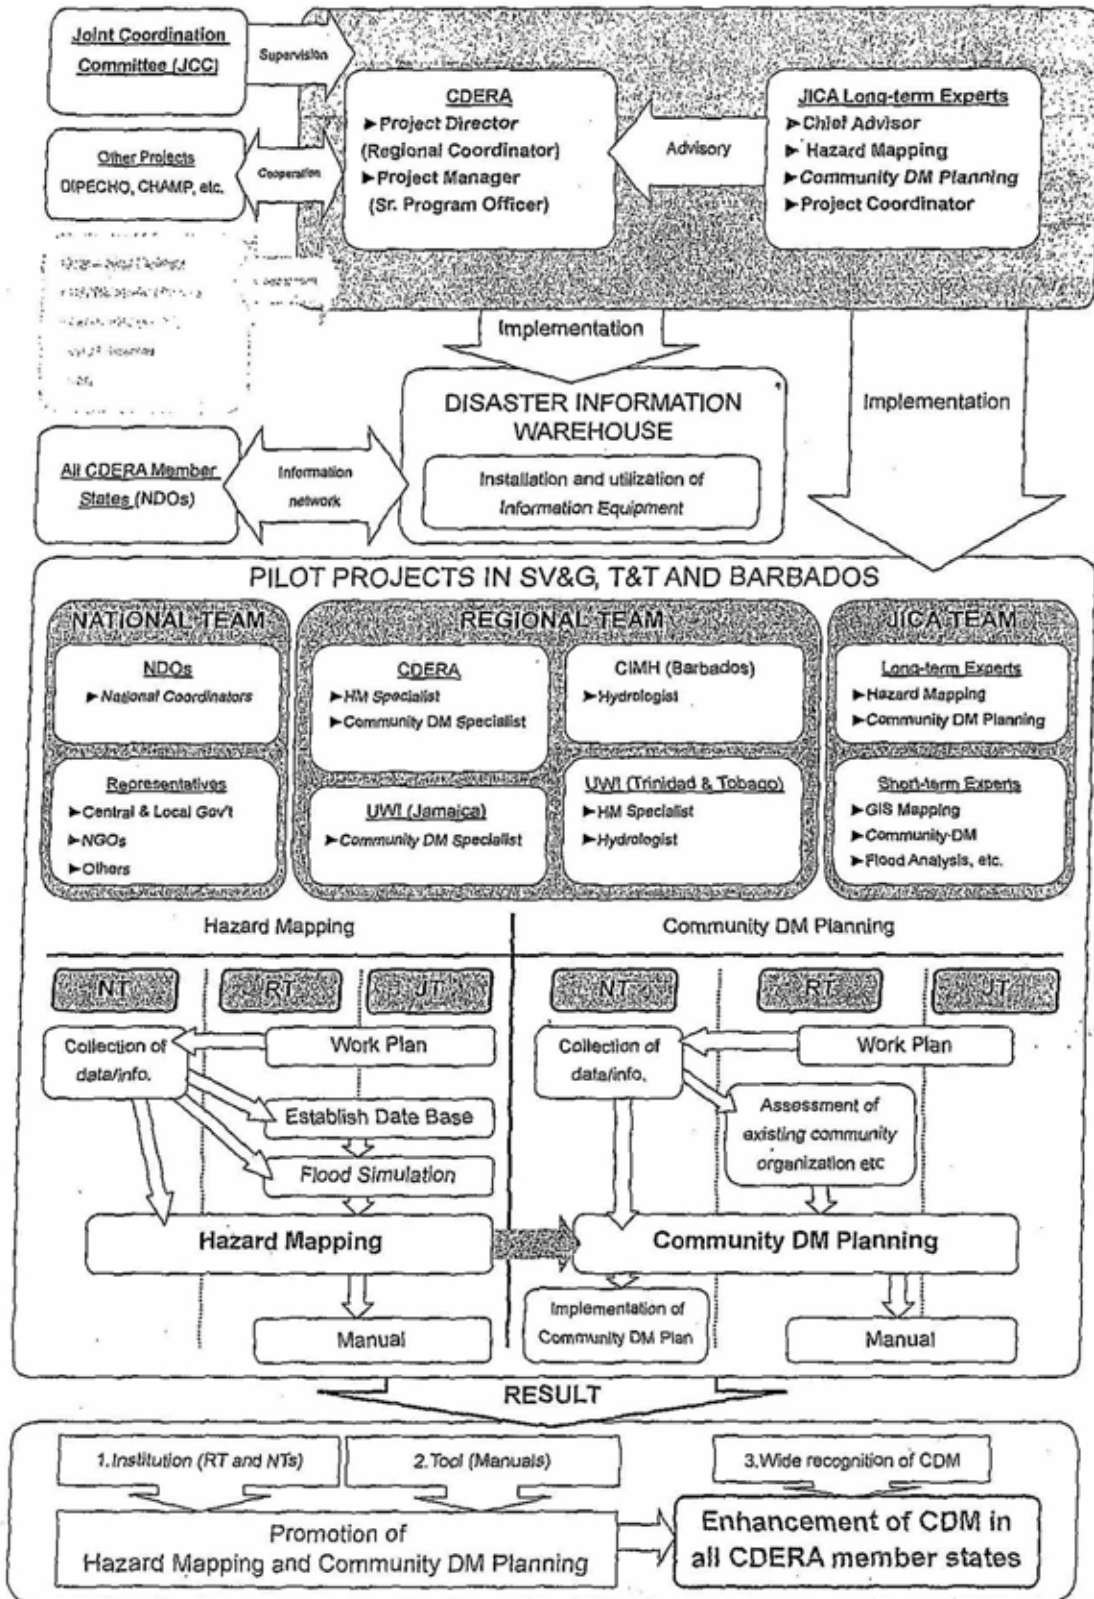 Joint Coordination
Committee (JCC)
Supervision
CDERA
►Project Director
(Regional Coordinator)
►Project Manager
(Sr. Program Officer)
Advisory
JICA Long-term Experts
►Chief Advisor
►Hazard Mapping
►Community DM Planning
►Project Coordinator
Other Projects
DIPECHO, CHAMP, etc.
Cooperation
Implementation
Implementation
DISASTER INFORMATION
WAREHOUSE
Installation and utilization of
Information Equipment
All CDERA Member
States (NDOs)
Information
network
PILOT PROJECTS IN SV&G, T&T AND BARBADOS
NATIONAL TEAM
NDOs
►National Coordinators
Representatives
►Central & Local Gov't
►NGOs
►Others
REGIONAL TEAM
CDERA
►HM Specialist
►Community DM Specialist
CIMH (Barbados)
►Hydrologist
UWI (Jamaica)
►Community DM Specialist
UWI (Trinidad & Tobago)
►HM Specialist
►Hydrologist
JICA TEAM
Long-term Experts
►Hazard Mapping
►Community DM Planning
Short-term Experts
►GIS Mapping
►Community-DM
►Flood Analysis, etc.
Hazard Mapping
NT
RT
JT
Collection of
data/info.
Work Plan
Establish Date Base
Flood Simulation
Hazard Mapping
Manual
Community DM Planning
NT
RT
JT
Collection of
data/info.
Work Plan
Assessment of
existing community
organization etc
Community DM Planning
Implementation of
Community DM Plan
Manual
RESULT
1.Institution (RT and NTs)
2.Tool (Manuals)
3.Wide recognition of CDM
Promotion of
Hazard Mapping and Community DM Planning
Enhancement of CDM in
all CDERA member states